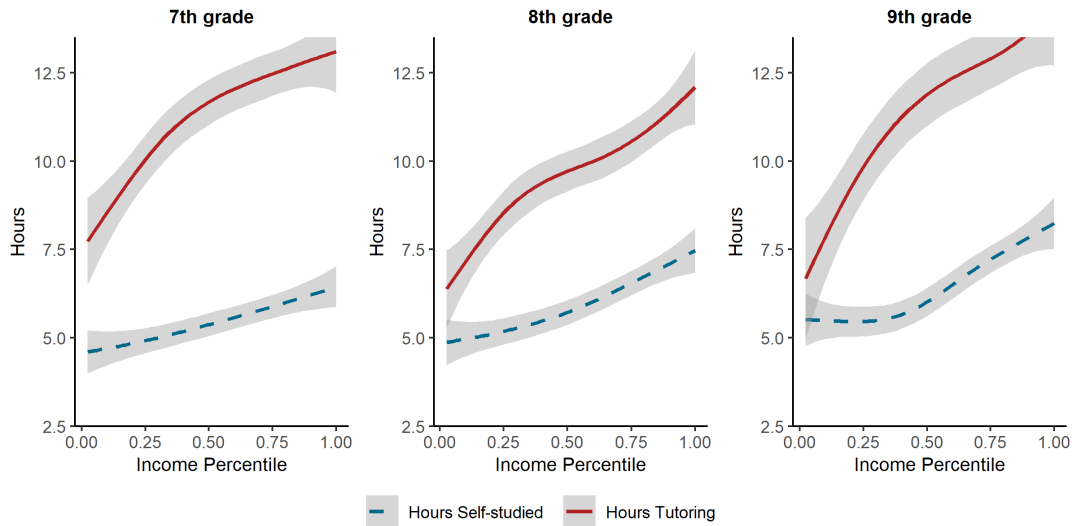 7th grade
8th grade
9th grade
Hours
12.5
10.0
7.5
5.0
2.5
0.00 0.25 0.50 0.75 1.00
Income Percentile
Hours
12.5
10.0
7.5
5.0
2.5
0.00 0.25 0.50 0.75 1.00
Income Percentile
Hours
12.5
10.0
7.5
5.0
2.5
0.00 0.25 0.50 0.75 1.00
Income Percentile
Hours Self-studied
Hours Tutoring